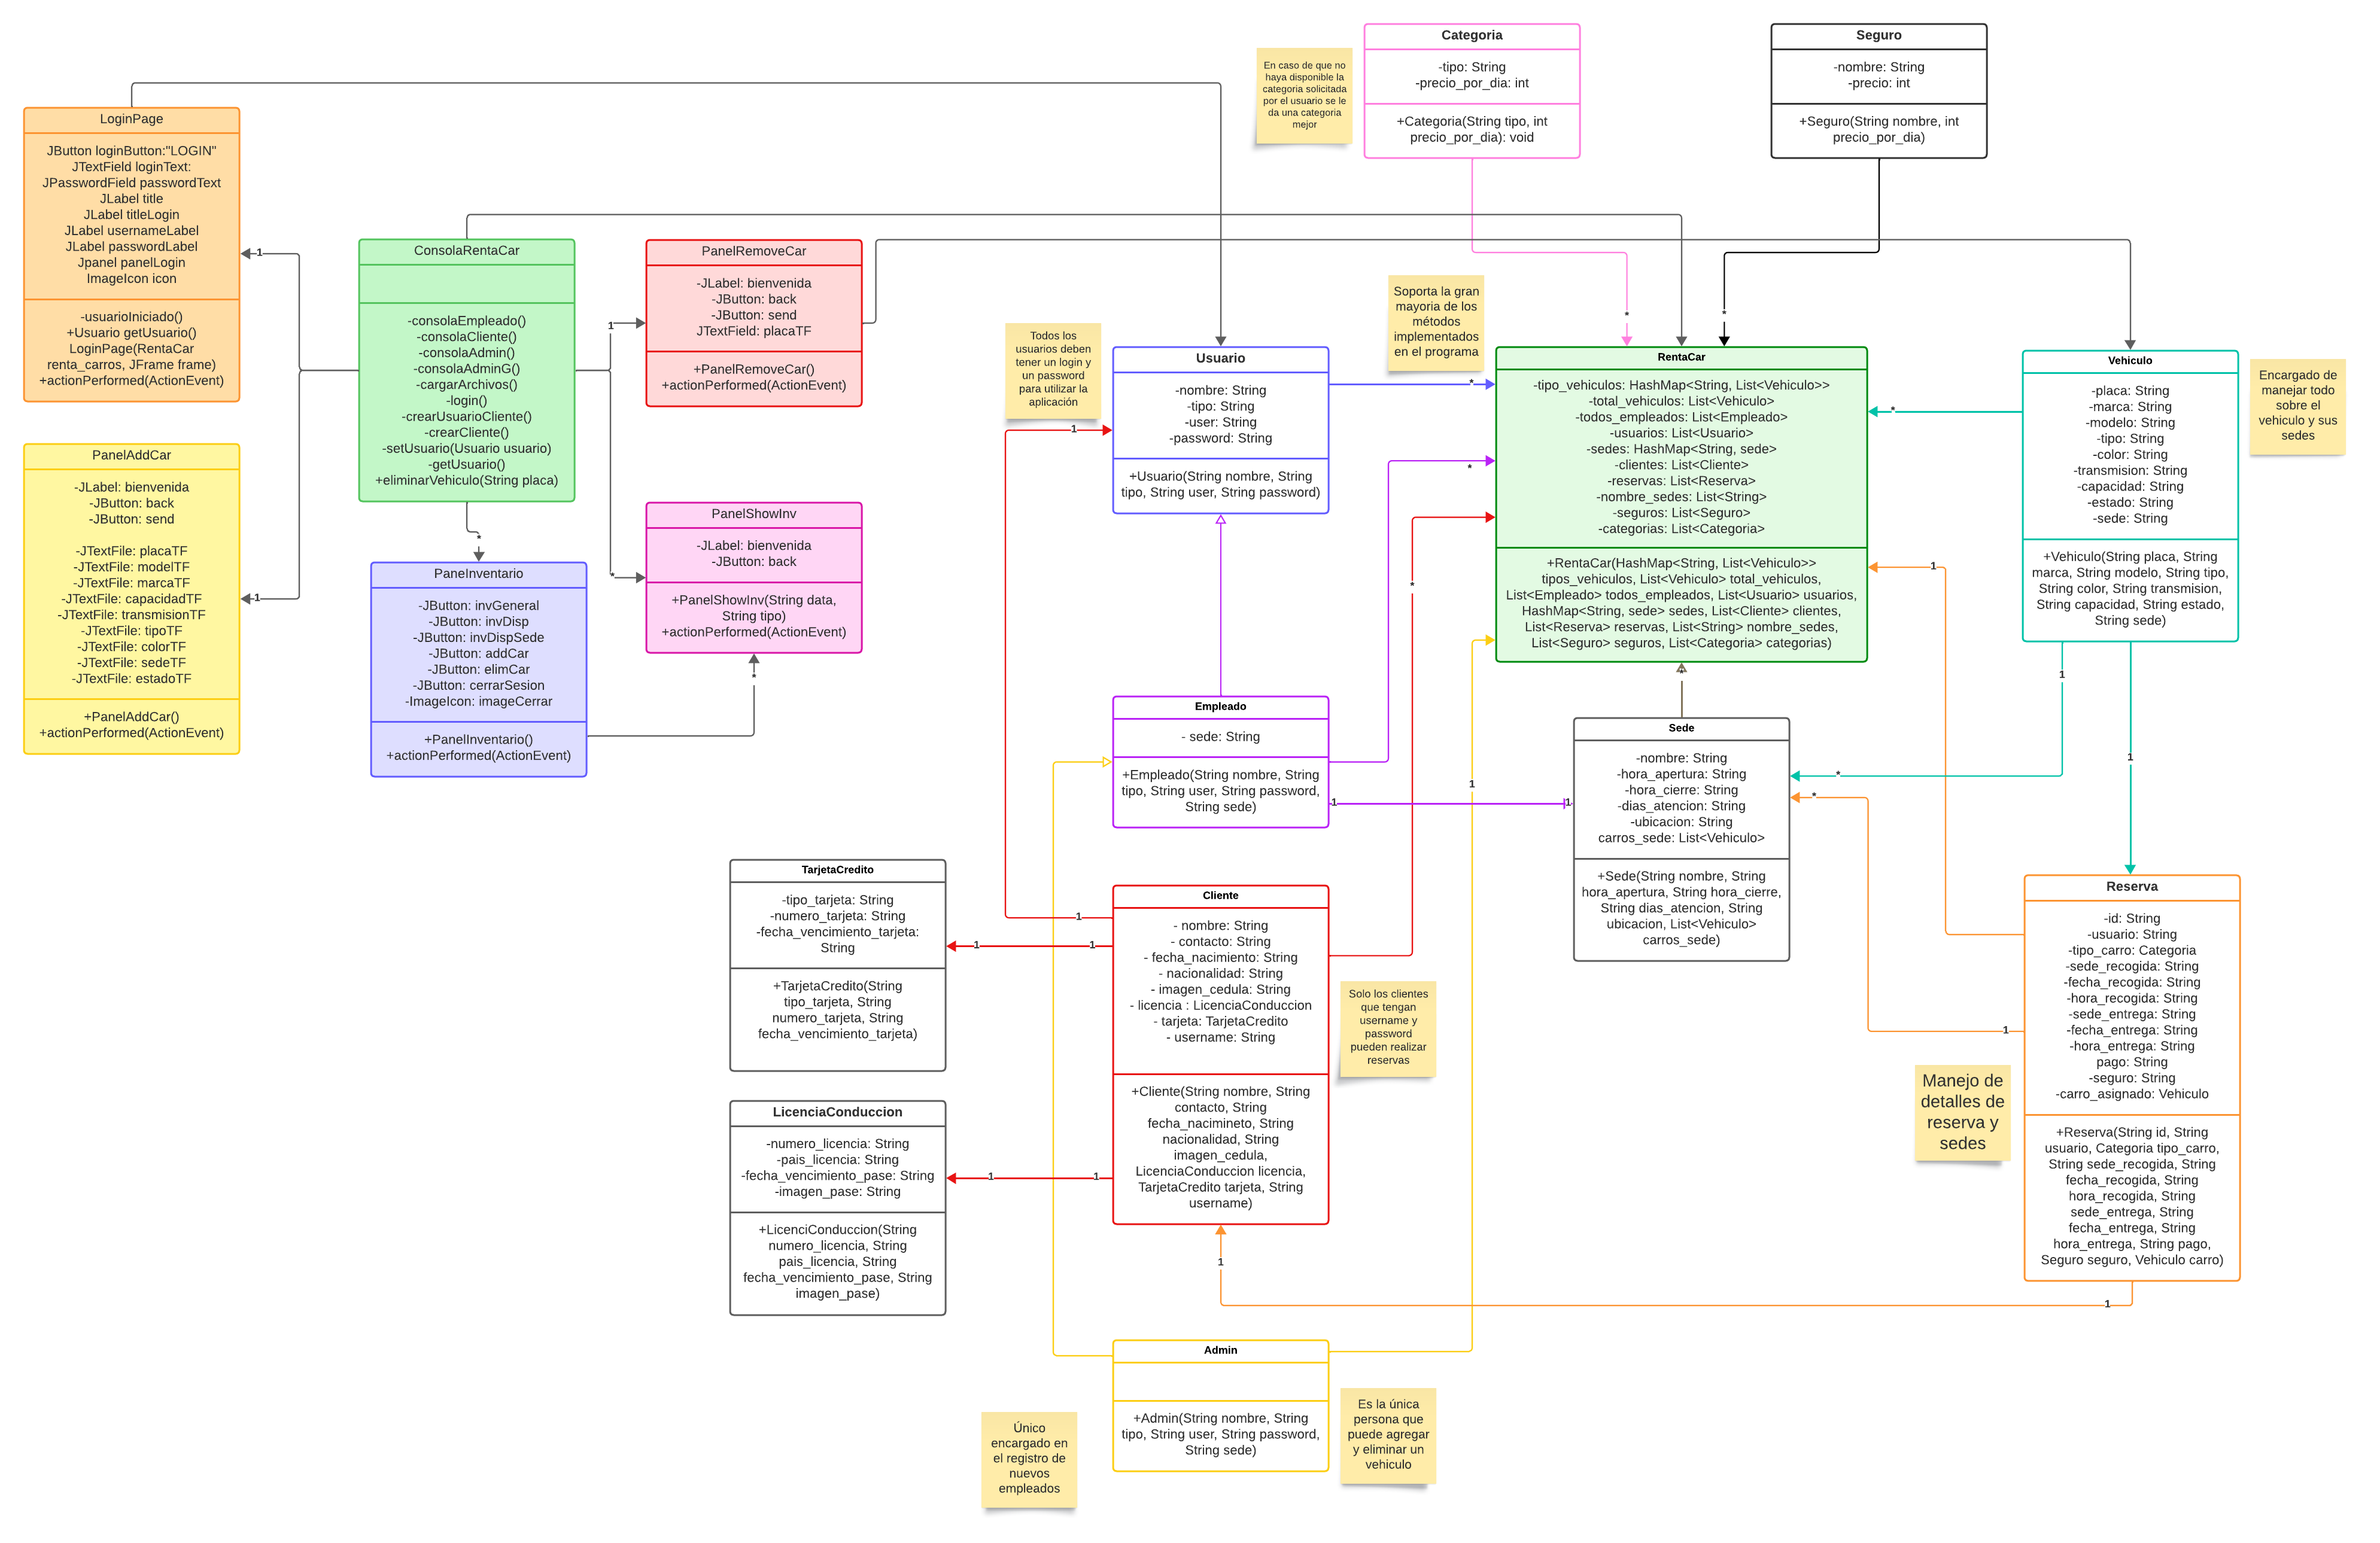 Categoria
-tipo: String
-precio_por_dia: int
+Categoria(String tipo, int
precio_por_dia): void
Seguro
-nombre: String
-precio: int
+Seguro(String nombre, int
precio_por_dia)
En caso de que no
haya disponible la
categoria solicitada
por el usuario se le
da una categoria
mejor
LoginPage
JButton loginButton:"LOGIN"
JTextField loginText:
JPasswordField passwordText
JLabel title
JLabel titleLogin
JLabel usernameLabel
JLabel passwordLabel
Jpanel panelLogin
ImageIcon icon
-usuarioIniciado()
+Usuario getUsuario()
LoginPage(RentaCar
renta_carros, JFrame frame)
+actionPerformed(ActionEvent)
1
ConsolaRentaCar
-consolaEmpleado()
-consolaCliente()
-consolaAdmin()
-consolaAdminG()
-cargarArchivos()
-login()
-crearUsuarioCliente()
-crearCliente()
-setUsuario(Usuario usuario)
-getUsuario()
+eliminarVehiculo(String placa)
1
PanelRemoveCar
-JLabel: bienvenida
-JButton: back
-JButton: send
JTextField: placaTF
+PanelRemoveCar()
+actionPerformed(ActionEvent)
Soporta la gran
mayoria de los
métodos
implementados
en el programa
*
*
Todos los
usuarios deben
tener un login y
un password
para utilizar la
aplicación
Usuario
-nombre: String
-tipo: String
-user: String
-password: String
+Usuario(String nombre, String
tipo, String user, String password)
1
*
*
RentaCar
-tipo_vehiculos: HashMap<String, List<Vehiculo>>
-total_vehiculos: List<Vehiculo>
-todos_empleados: List<Empleado>
-usuarios: List<Usuario>
-sedes: HashMap<String, sede>
-clientes: List<Cliente>
-reservas: List<Reserva>
-nombre_sedes: List<String>
-seguros: List<Seguro>
-categorias: List<Categoria>
+RentaCar(HashMap<String, List<Vehiculo>>
tipos_vehiculos, List<Vehiculo> total_vehiculos,
List<Empleado> todos_empleados, List<Usuario> usuarios,
HashMap<String, sede> sedes, List<Cliente> clientes,
List<Reserva> reservas, List<String> nombre_sedes,
List<Seguro> seguros, List<Categoria> categorias)
*
1
Vehiculo
-placa: String
-marca: String
-modelo: String
-tipo: String
-color: String
-transmision: String
-capacidad: String
-estado: String
-sede: String
+Vehiculo(String placa, String
marca, String modelo, String tipo,
String color, String transmision,
String capacidad, String estado,
String sede)
Encargado de
manejar todo
sobre el
vehiculo y sus
sedes
PanelAddCar
-JLabel: bienvenida
-JButton: back
-JButton: send
-JTextFile: placaTF
-JTextFile: modelTF
-JTextFile: marcaTF
-JTextFile: capacidadTF
-JTextFile: transmisionTF
-JTextFile: tipoTF
-JTextFile: colorTF
-JTextFile: sedeTF
-JTextFile: estadoTF
+PanelAddCar()
+actionPerformed(ActionEvent)
1
*
PaneInventario
-JButton: invGeneral
-JButton: invDisp
-JButton: invDispSede
-JButton: addCar
-JButton: elimCar
-JButton: cerrarSesion
-ImageIcon: imageCerrar
+PanelInventario()
+actionPerformed(ActionEvent)
*
PanelShowInv
-JLabel: bienvenida
-JButton: back
+PanelShowInv(String data,
String tipo)
+actionPerformed(ActionEvent)
*
*
*
1
1
Empleado
- sede: String
+Empleado(String nombre, String
tipo, String user, String password,
String sede)
1
1
1
Sede
-nombre: String
-hora_apertura: String
-hora_cierre: String
-dias_atencion: String
-ubicacion: String
carros_sede: List<Vehiculo>
+Sede(String nombre, String
hora_apertura, String hora_cierre,
String dias_atencion, String
ubicacion, List<Vehiculo>
carros_sede)
*
*
1
TarjetaCredito
-tipo_tarjeta: String
-numero_tarjeta: String
-fecha_vencimiento_tarjeta:
String
+TarjetaCredito(String
tipo_tarjeta, String
numero_tarjeta, String
fecha_vencimiento_tarjeta)
1
1
1
Cliente
- nombre: String
- contacto: String
- fecha_nacimiento: String
- nacionalidad: String
- imagen_cedula: String
- licencia : LicenciaConduccion
- tarjeta: TarjetaCredito
- username: String
+Cliente(String nombre, String
contacto, String
fecha_nacimineto, String
nacionalidad, String
imagen_cedula,
LicenciaConduccion licencia,
TarjetaCredito tarjeta, String
username)
Solo los clientes
que tengan
username y
password
pueden realizar
reservas
Reserva
-id: String
-usuario: String
-tipo_carro: Categoria
-sede_recogida: String
-fecha_recogida: String
-hora_recogida: String
-sede_entrega: String
-fecha_entrega: String
-hora_entrega: String
pago: String
-seguro: String
-carro_asignado: Vehiculo
+Reserva(String id, String
usuario, Categoria tipo_carro,
String sede_recogida, String
fecha_recogida, String
hora_recogida, String
sede_entrega, String
fecha_entrega, String
hora_entrega, String pago,
Seguro seguro, Vehiculo carro)
1
Manejo de
detalles de
reserva y
sedes
LicenciaConduccion
-numero_licencia: String
-pais_licencia: String
-fecha_vencimiento_pase: String
-imagen_pase: String
+LicenciConduccion(String
numero_licencia, String
pais_licencia, String
fecha_vencimiento_pase, String
imagen_pase)
1
1
1
1
Admin
+Admin(String nombre, String
tipo, String user, String password,
String sede)
Único
encargado en
el registro de
nuevos
empleados
Es la única
persona que
puede agregar
y eliminar un
vehiculo